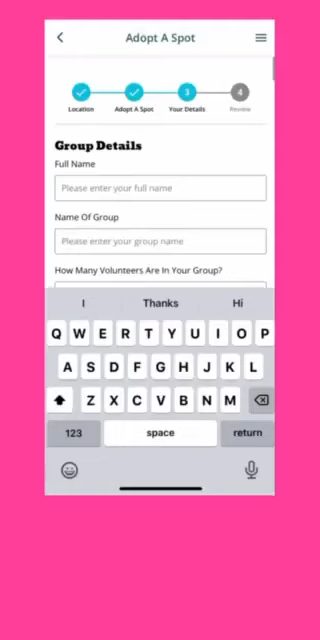 Adopt A Spot
3 4
Location Adopt A Spot Your Details Review
Group Details
Full Name
Please enter your full name
Name Of Group
Please enter your group name
How Many Volunteers Are In Your Group?
I Thanks Hi
Q W E R T Y U I O P
A S D F G H J K L
Z X C V B N M
123 space return